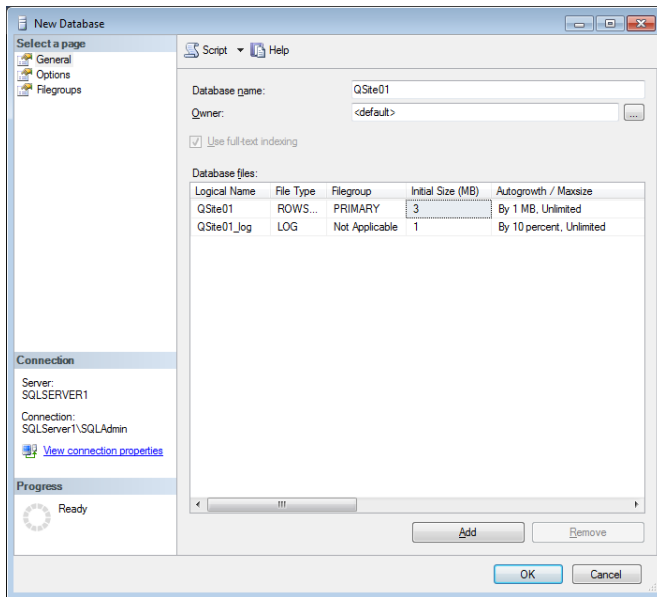 New Database
Select a page
General
Options
Filegroups
Script Help
Database name: QSite01
Owner: <default> ...
Use full-text indexing
Database files:
Logical Name File Type Filegroup Initial Size (MB) Autogrowth / Maxsize
QSite01 ROWS... PRIMARY 3 By 1 MB, Unlimited
QSite01_log LOG Not Applicable 1 By 10 percent, Unlimited
Connection
Server:
SQLSERVER1
Connection:
SQLServer1\SQLAdmin
View connection properties
Progress
Ready
Add Remove
OK Cancel